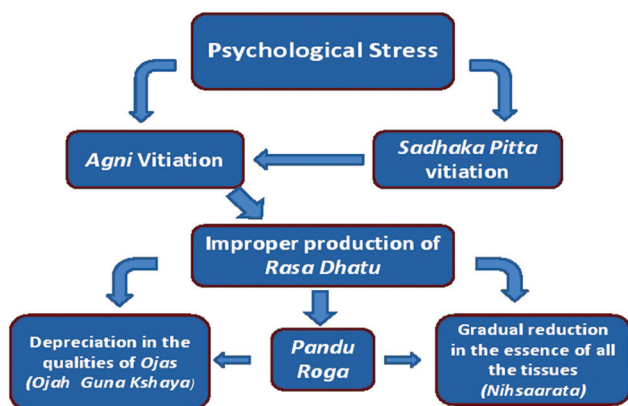 Psychological Stress
Agni Vitiation
Sadhaka Pitta
vitiation
Improper production of
Rasa Dhatu
Depreciation in the
qualities of Ojas
(Ojah Guna Kshaya)
Pandu
Roga
Gradual reduction
in the essence of all
the tissues
(Nihsaarata)